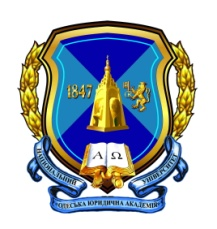 1847
Α Ω
НАЦІОНАЛЬНИЙ УНІВЕРСИТЕТ
"ОДЕСЬКА ЮРИДИЧНА АКАДЕМІЯ"